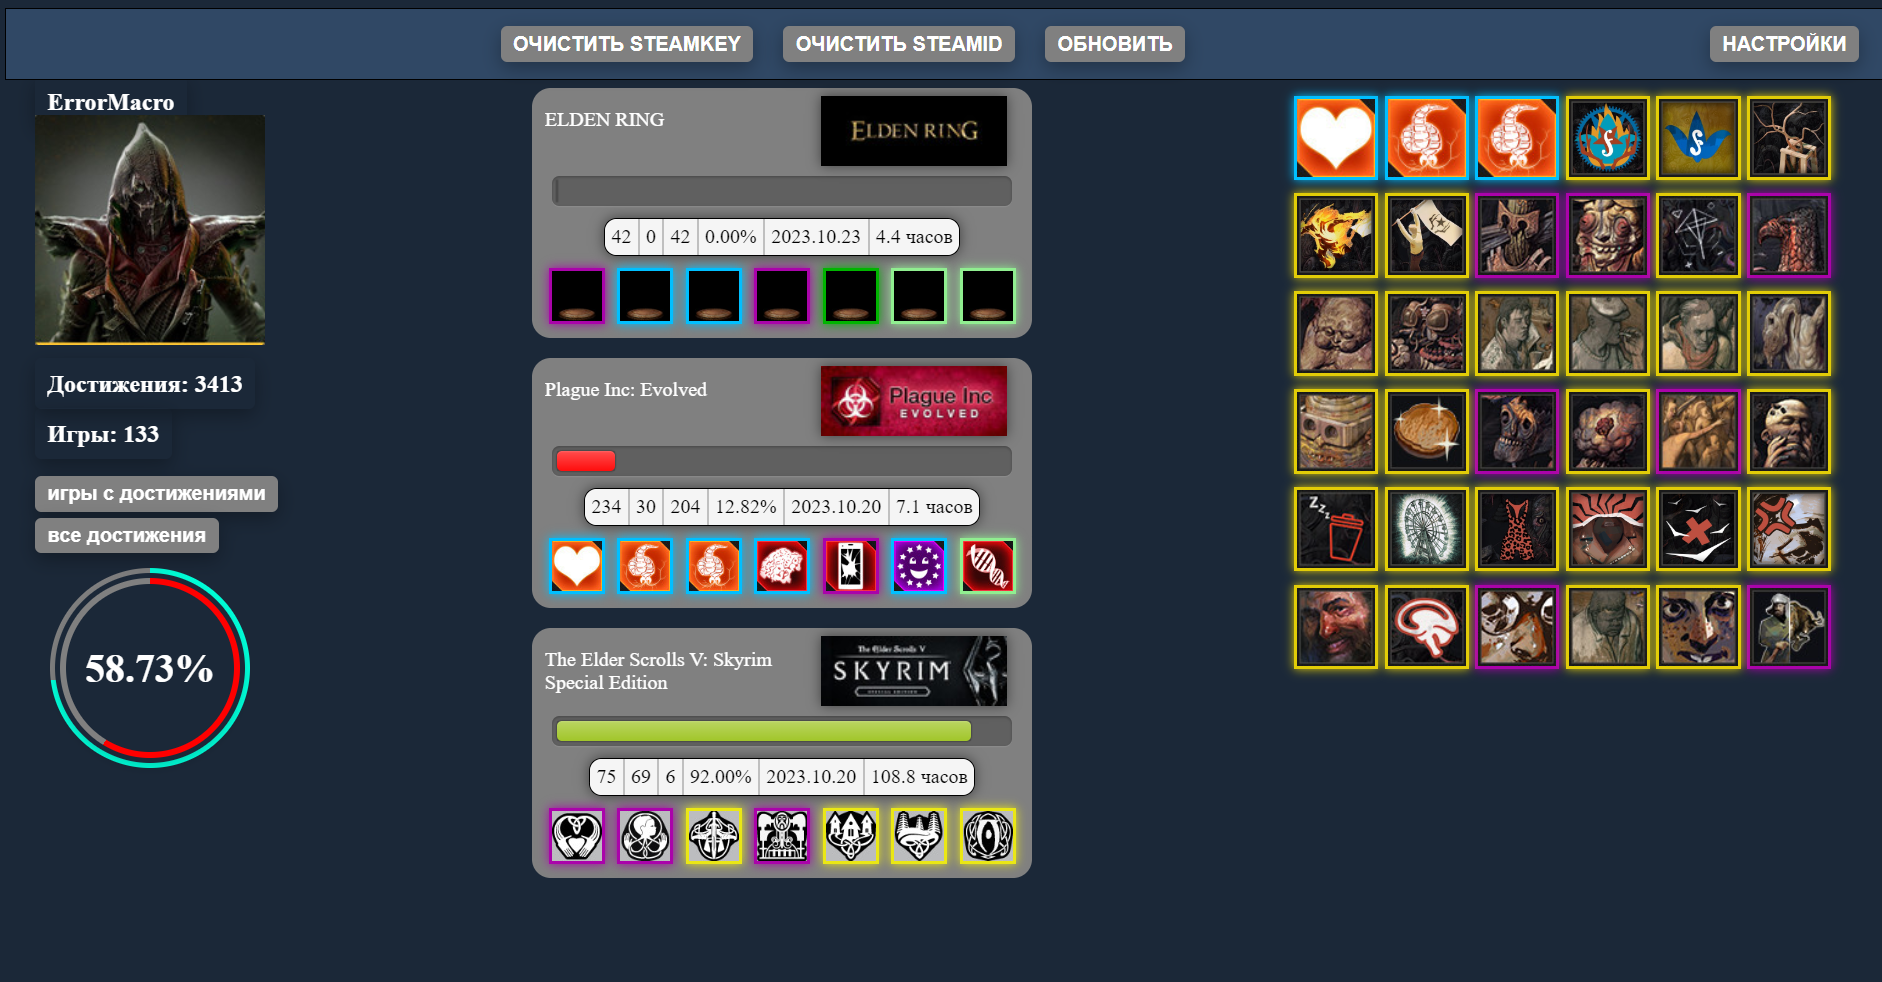 ОЧИСТИТЬ STEAMKEY
ОЧИСТИТЬ STEAMID
ОБНОВИТЬ
НАСТРОЙКИ
ErrorMacro
Достижения: 3413
Игры: 133
игры с достижениями
все достижения
58.73%
ELDEN RING
ELDEN RING
42 0 42 0.00% 2023.10.23 4.4 часов
Plague Inc: Evolved
Plague Inc
EVOLVED
234 30 204 12.82% 2023.10.20 7.1 часов
The Elder Scrolls V: Skyrim
Special Edition
The Elder Scrolls V
SKYRIM
SPECIAL EDITION
75 69 6 92.00% 2023.10.20 108.8 часов
zzz